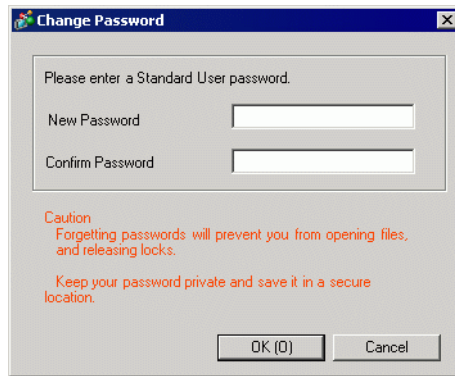 Change Password
Please enter a Standard User password.
New Password
Confirm Password
Caution
Forgetting passwords will prevent you from opening files,
and releasing locks.
Keep your password private and save it in a secure
location.
OK (O)
Cancel